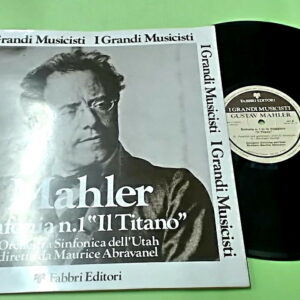 Grandi Musicisti I Grandi Musicisti
I Grandi Musicisti
I Grandi Musicisti
Mahler
nfonia n.1 "Il Titano"
Orchestra Sinfonica dell'Utah
diretta da Maurice Abravanel
Fabbri Editori
FABBRI EDITORI
I GRANDI MUSICISTI
GUSTAV MAHLER